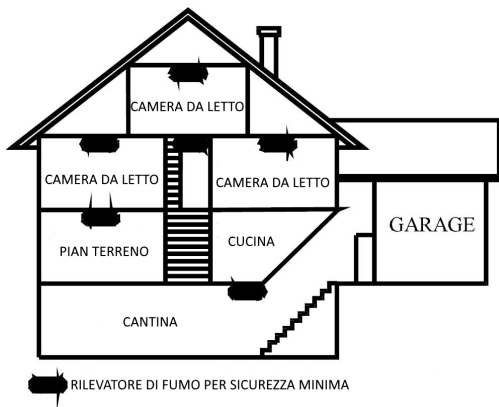 CAMERA DA LETTO
CAMERA DA LETTO
CAMERA DA LETTO
PIAN TERRENO
CUCINA
GARAGE
CANTINA
RILEVATORE DI FUMO PER SICUREZZA MINIMA